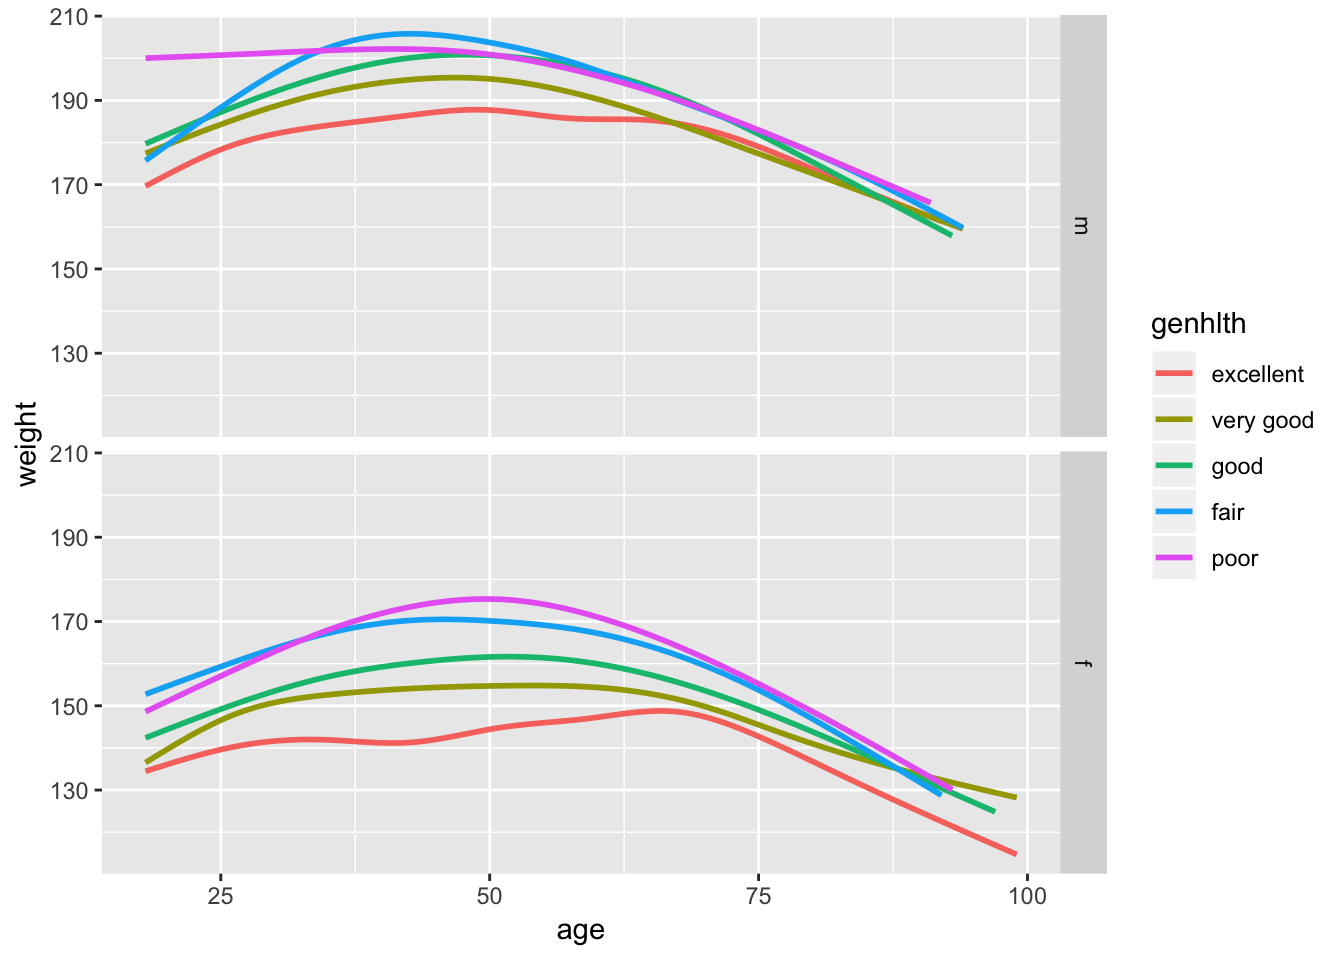 210
190
170
150
130
m
210
190
170
150
130
f
25 50 75 100
age
weight
genhlth
excellent
very good
good
fair
poor